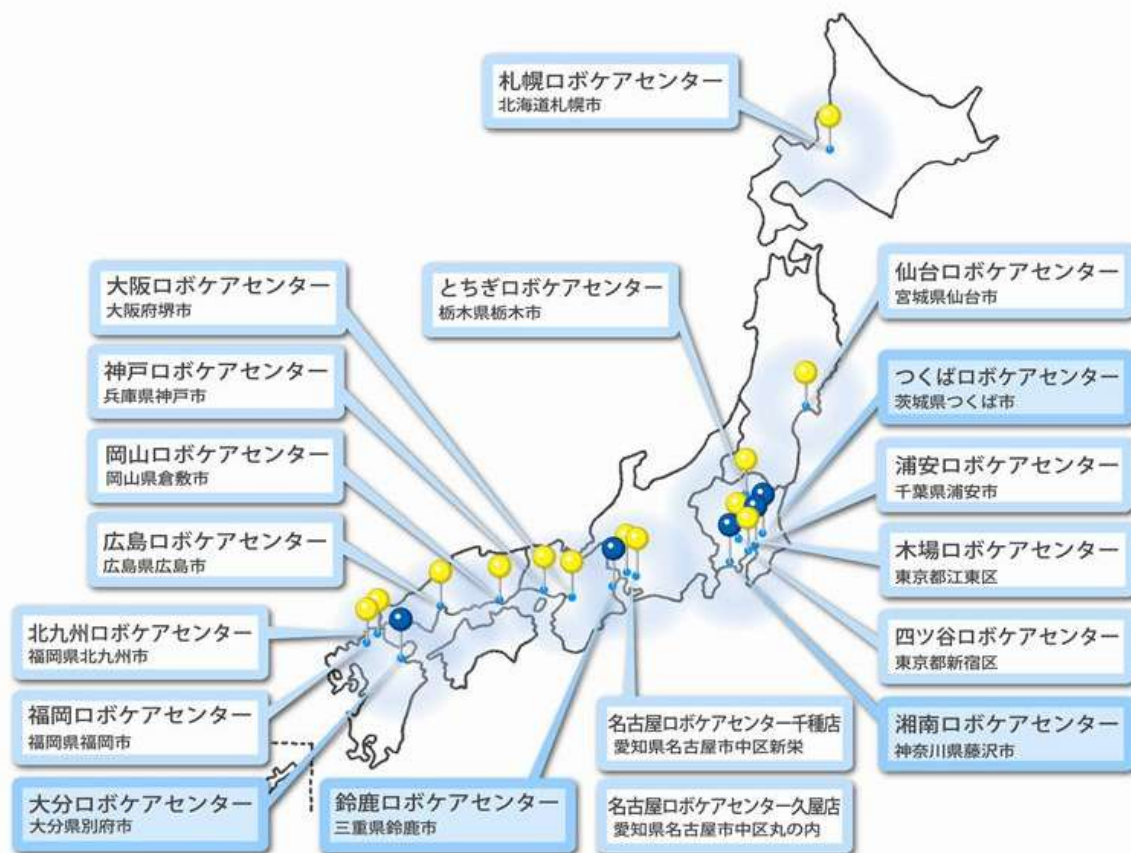 札幌ロボケアセンター
北海道札幌市
大阪ロボケアセンター
大阪府堺市
とちぎロボケアセンター
栃木県栃木市
仙台ロボケアセンター
宮城県仙台市
神戸ロボケアセンター
兵庫県神戸市
つくばロボケアセンター
茨城県つくば市
岡山ロボケアセンター
岡山県倉敷市
浦安ロボケアセンター
千葉県浦安市
広島ロボケアセンター
広島県広島市
木場ロボケアセンター
東京都江東区
北九州ロボケアセンター
福岡県北九州市
四ツ谷ロボケアセンター
東京都新宿区
福岡ロボケアセンター
福岡県福岡市
名古屋ロボケアセンター千種店
愛知県名古屋市中区新栄
湘南ロボケアセンター
神奈川県藤沢市
大分ロボケアセンター
大分県別府市
鈴鹿ロボケアセンター
三重県鈴鹿市
名古屋ロボケアセンター久屋店
愛知県名古屋市中区丸の内